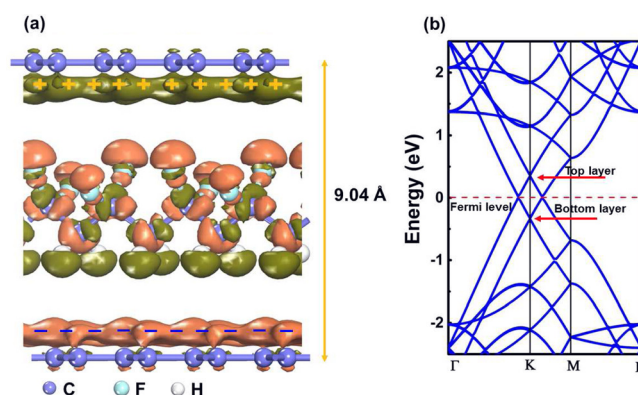 (a)
+ + + + + + + + +
9.04 Å
− − − − − − − − − −
C F H
(b)
Energy (eV)
2
1
0
-1
-2
Top layer
Fermi level
Bottom layer
Γ K M Γ